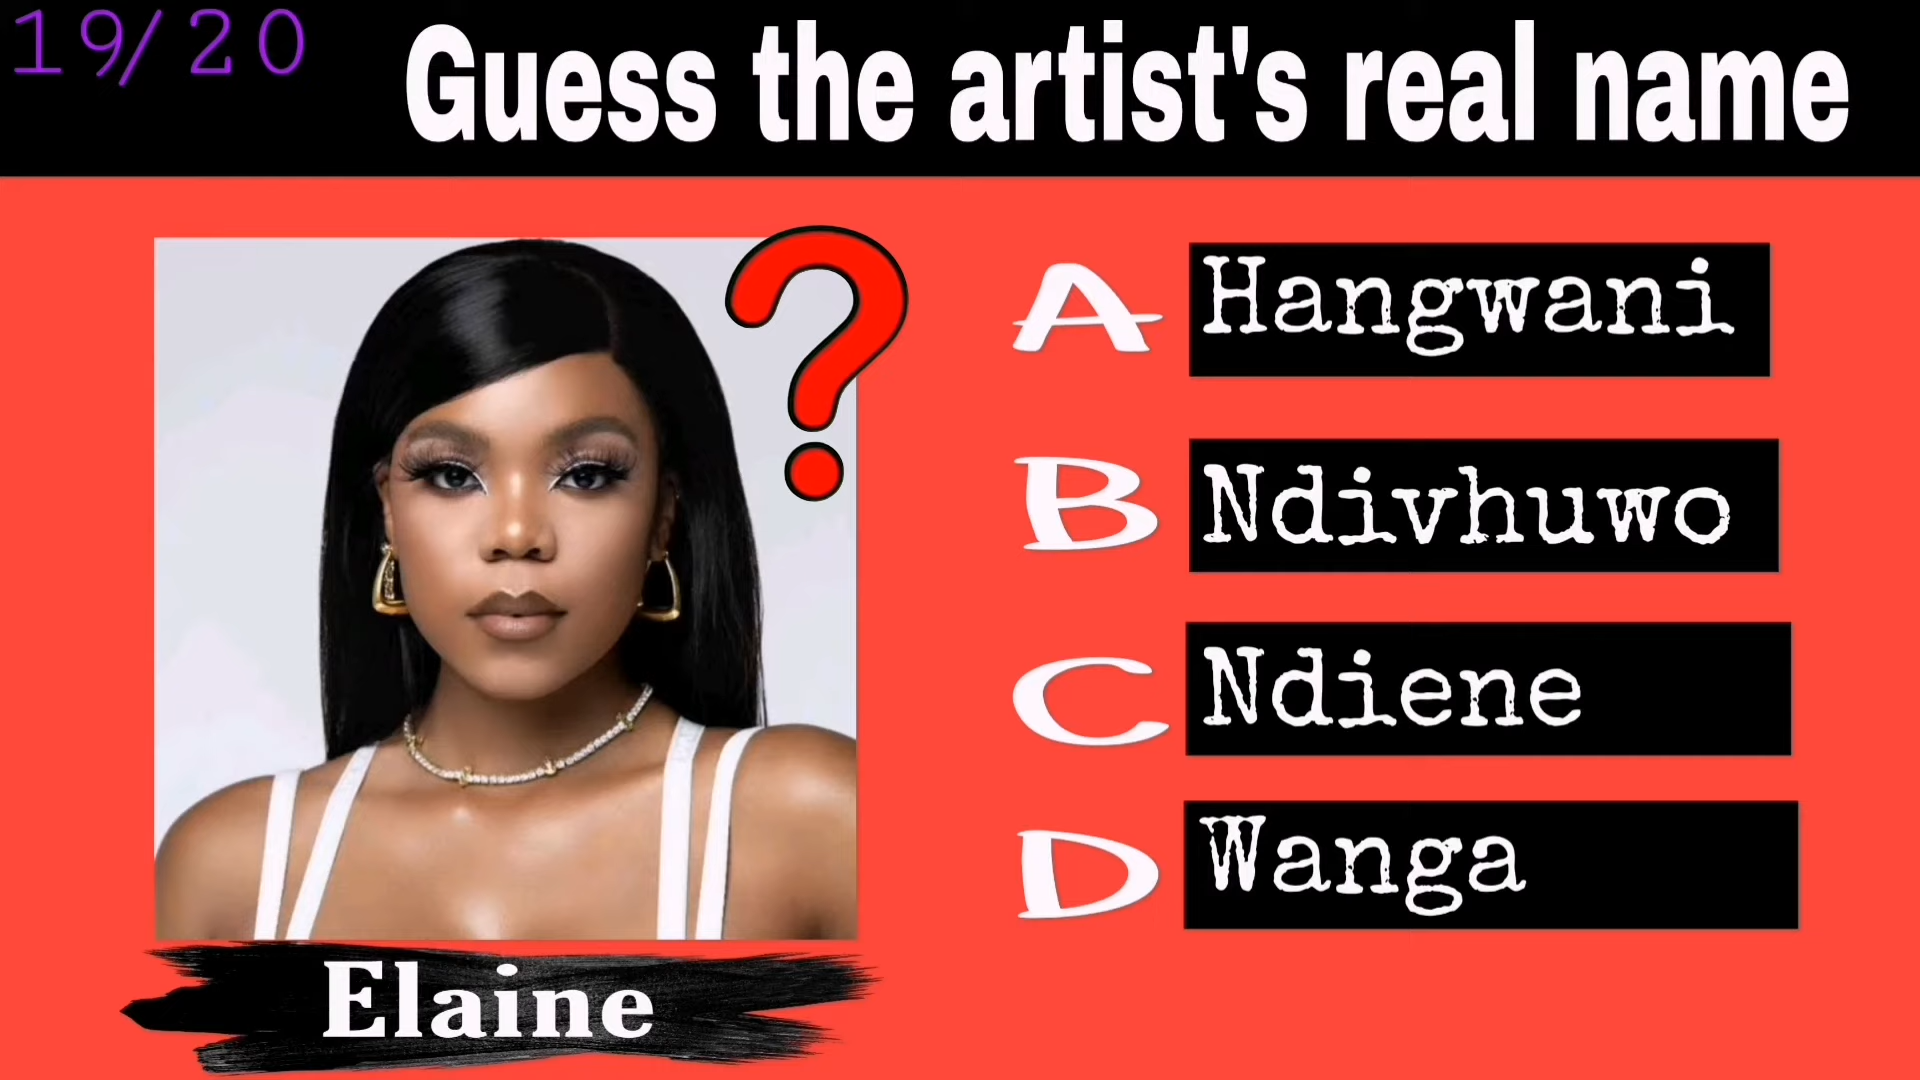 19/20
Guess the artist's real name
A Hangwani
B Ndivhuwo
C Ndiene
D Wanga
Elaine